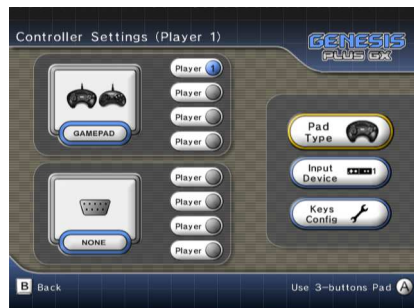 Controller Settings (Player 1)
GENESIS
PLUS GX
Player 1
Player
Player
Player
GAMEPAD
Pad
Type
Input
Device
1
Keys
Config
Player
Player
Player
Player
NONE
B Back
Use 3-buttons Pad A